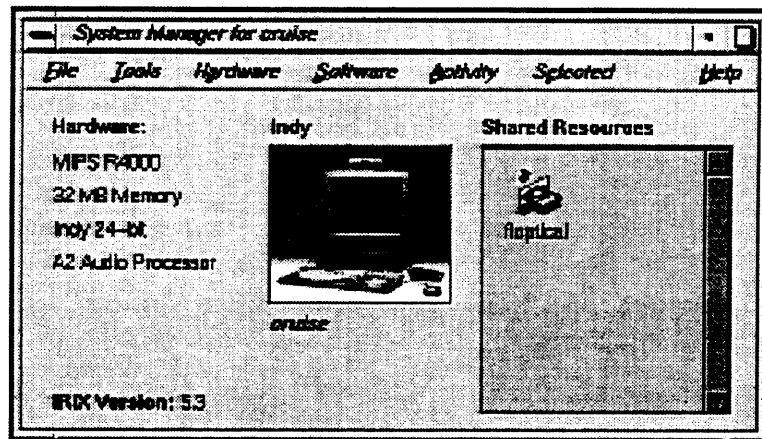 System Manager for cruise
File Tools Hardware Software Activity Selected Help
Hardware:
MIPS R4000
32 MB Memory
Indy 24-bit
A2 Audio Processor
IRIX Version: 5.3
Indy
cruise
Shared Resources
floptical